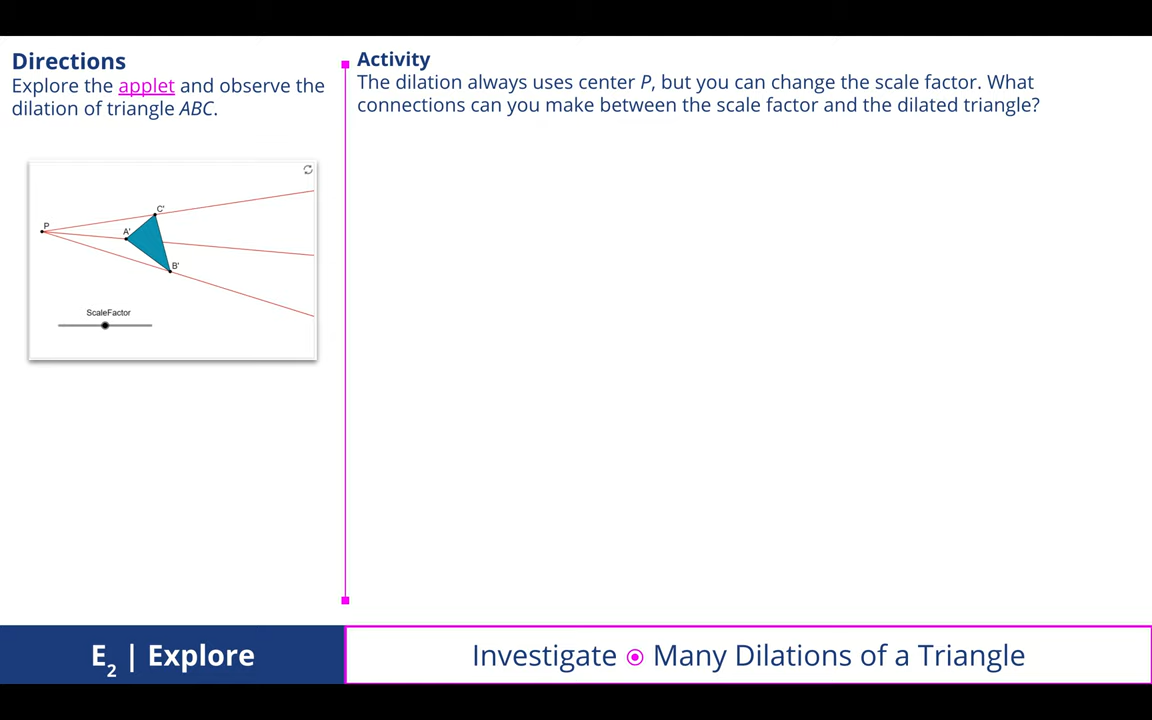 Directions
Explore the applet and observe the
dilation of triangle ABC.
P
C'
A'
B'
ScaleFactor
Activity
The dilation always uses center P, but you can change the scale factor. What
connections can you make between the scale factor and the dilated triangle?
E2 | Explore
Investigate ⦿ Many Dilations of a Triangle